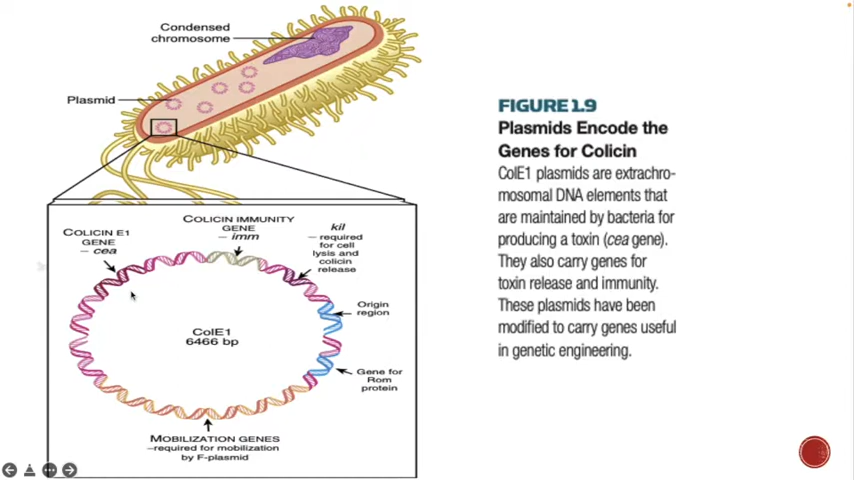 Condensed
chromosome
Plasmid
COLICIN IMMUNITY
GENE
– imm
COLICIN E1
GENE
– cea
kil
– required
for cell
lysis and
colicin
release
Origin
region
ColE1
6466 bp
Gene for
Rom
protein
MOBILIZATION GENES
–required for mobilization
by F-plasmid
FIGURE 1.9
Plasmids Encode the
Genes for Colicin
ColE1 plasmids are extrachro-
mosomal DNA elements that
are maintained by bacteria for
producing a toxin (cea gene).
They also carry genes for
toxin release and immunity.
These plasmids have been
modified to carry genes useful
in genetic engineering.